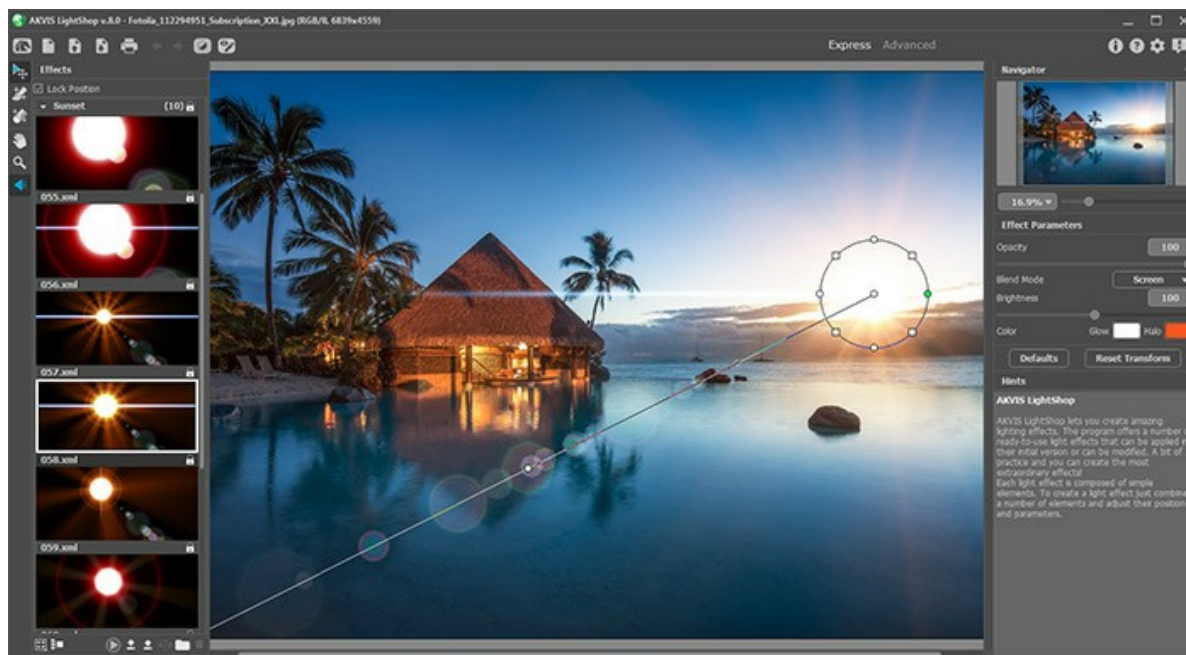 AKVIS LightShop v.8.0 - Fotolia_112294951_Subscription_XXL.jpg (RGB/8, 6839x4559)
Express Advanced
Effects
Navigator
Lock Position
Sunset (10)
055.xml
056.xml
057.xml
058.xml
059.xml
16.9%
Effect Parameters
Opacity 100
Blend Mode Screen
Brightness 100
Color Glow Halo
Defaults Reset Transform
Hints
AKVIS LightShop
AKVIS LightShop lets you create amazing
lighting effects. The program offers a number
ready-to-use light effects that can be applied
their initial version or can be modified. A bit of
practice and you can create the most
extraordinary effects!
Each light effect is composed of simple
elements. To create a light effect just combine
a number of elements and adjust their position
and parameters.